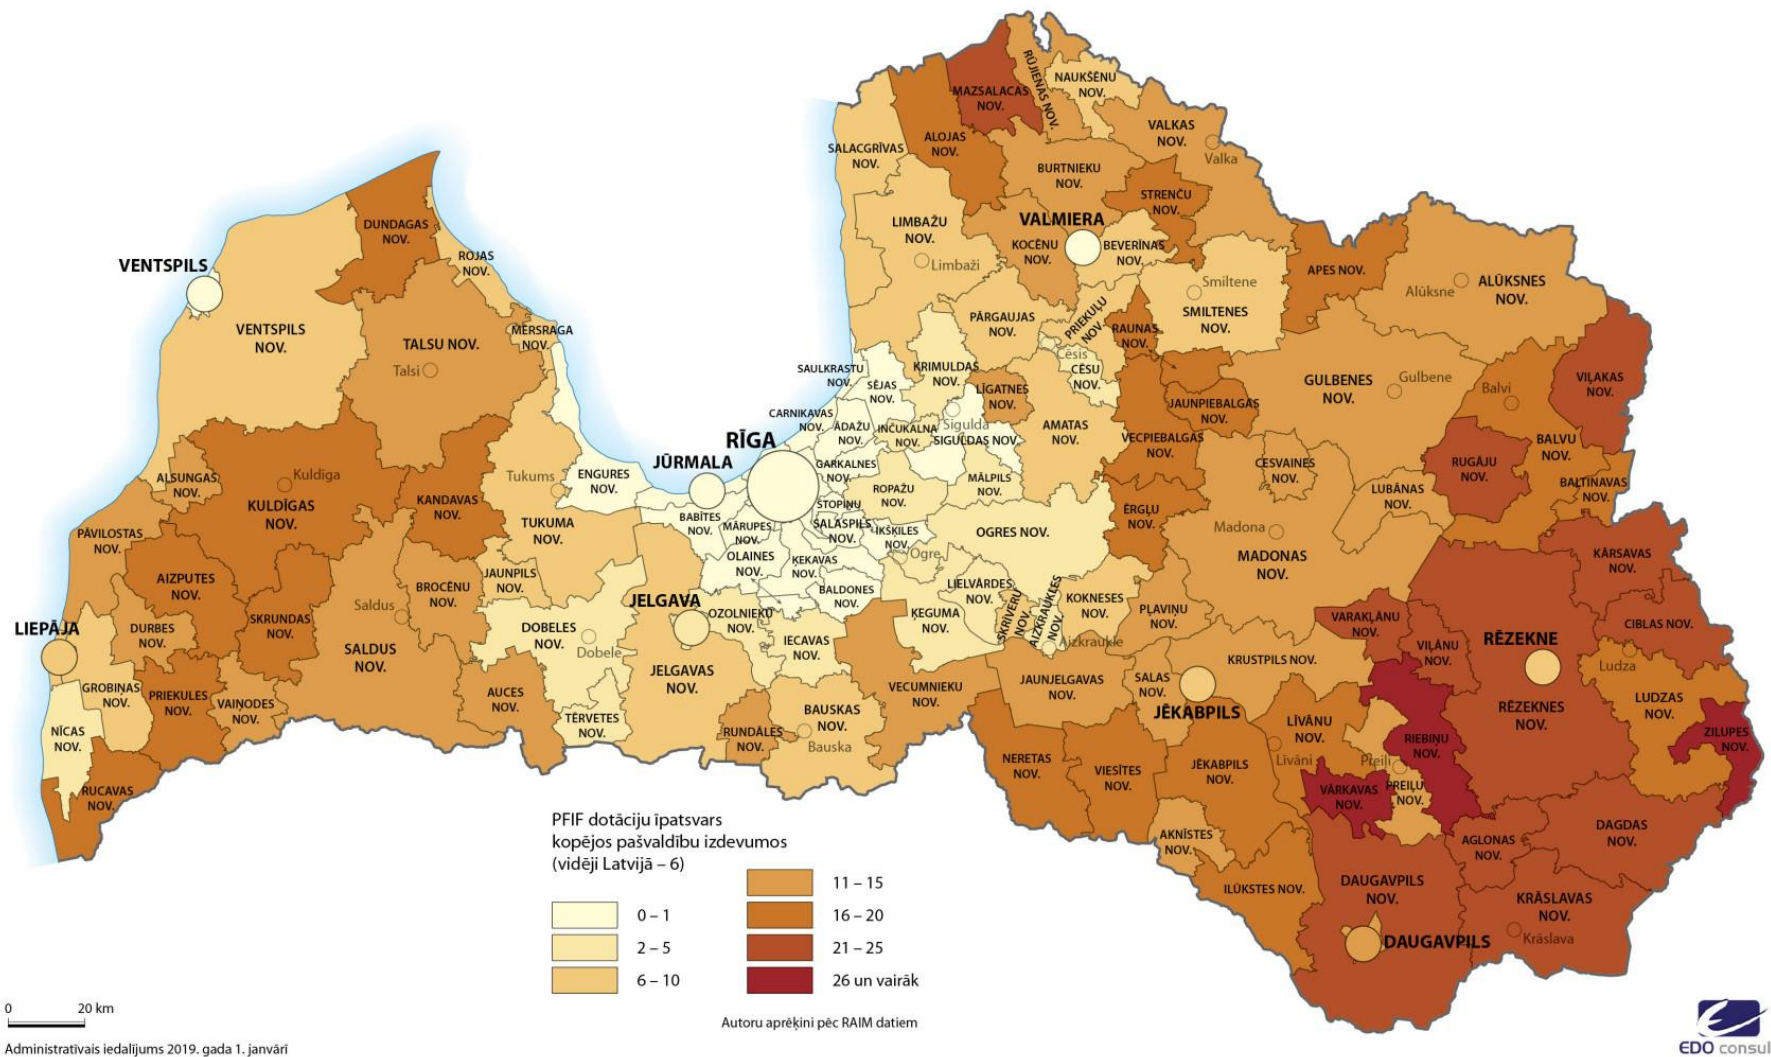 MAZSALACAS
NOV.
RŪJIENAS NOV.
NAUKŠĒNU
NOV.
VALKAS
NOV.
Valka
SALACGRĪVAS
NOV.
ALOJAS
NOV.
BURTNIEKU
NOV.
STRENČU
NOV.
DUNDAGAS
NOV.
ROJAS
NOV.
LIMBAŽU
NOV.
Limbaži
VALMIERA
KOCĒNU
NOV.
BEVERĪNAS
NOV.
Smiltene
SMILTENES
NOV.
APES NOV.
Alūksne
ALŪKSNES
NOV.
VENTSPILS
VENTSPILS
NOV.
MĒRSRAGA
NOV.
TALSU NOV.
Talsi
PĀRGAUJAS
NOV.
PRIEKUĻU
NOV.
RAUNAS
NOV.
Cēsis
CĒSU
NOV.
SAULKRASTU
NOV.
SĒJAS
NOV.
KRIMULDAS
NOV.
LĪGATNES
NOV.
JAUNPIEBALGAS
NOV.
GULBENES
NOV.
Gulbene
Balvi
VIĻAKAS
NOV.
CARNIKAVAS
NOV.
ĀDAŽU
NOV.
INČUKALNA
NOV.
Sigulda
SIGULDAS NOV.
AMATAS
NOV.
VECPIEBALGAS
NOV.
BALVU
NOV.
RĪGA
JŪRMALA
GARKALNES
NOV.
MĀLPILS
NOV.
CESVAINES
NOV.
RUGĀJU
NOV.
BALTINAVAS
NOV.
ALSUNGAS
NOV.
Kuldīga
KULDĪGAS
NOV.
KANDAVAS
NOV.
Tukums
ENGURES
NOV.
TUKUMA
NOV.
ROPAŽU
NOV.
STOPIŅU
NOV.
LUBĀNAS
NOV.
ĒRGĻU
NOV.
PĀVILOSTAS
NOV.
BABĪTES
NOV.
MĀRUPES
NOV.
SALASPILS
NOV.
IKŠĶILES
NOV.
OGRES NOV.
Ogre
Madona
MADONAS
NOV.
KĀRSAVAS
NOV.
AIZPUTES
NOV.
BROCĒNU
NOV.
JAUNPILS
NOV.
OLAINES
NOV.
ĶEKAVAS
NOV.
BALDONES
NOV.
LIELVĀRDES
NOV.
SKRĪVERU
NOV.
AIZKRAUKLES
NOV.
KOKNESES
NOV.
PĻAVIŅU
NOV.
Aizkraukle
LIEPĀJA
DURBES
NOV.
SKRUNDAS
NOV.
Saldus
SALDUS
NOV.
DOBELES
NOV.
Dobele
JELGAVA
OZOLNIEKU
NOV.
ĶEGUMA
NOV.
IECAVAS
NOV.
VARAKĻĀNU
NOV.
VIĻĀNU
NOV.
RĒZEKNE
CIBLAS NOV.
Ludza
GROBIŅAS
NOV.
PRIEKULES
NOV.
VAIŅODES
NOV.
AUCES
NOV.
JELGAVAS
NOV.
VECUMNIEKU
NOV.
JAUNJELGAVAS
NOV.
SALAS
NOV.
KRUSTPILS NOV.
JĒKABPILS
RĒZEKNES
NOV.
LUDZAS
NOV.
NĪCAS
NOV.
TĒRVETES
NOV.
RUNDĀLES
NOV.
BAUSKAS
NOV.
Bauska
LĪVĀNU
NOV.
Līvāni
RIEBIŅU
NOV.
ZILUPES
NOV.
RUCAVAS
NOV.
NERETAS
NOV.
VIESĪTES
NOV.
JĒKABPILS
NOV.
Preiļi
VĀRKAVAS
NOV.
PREIĻU
NOV.
AKNĪSTES
NOV.
AGLONAS
NOV.
DAGDAS
NOV.
ILŪKSTES NOV.
DAUGAVPILS
NOV.
KRĀSLAVAS
NOV.
Krāslava
DAUGAVPILS
PFIF dotāciju īpatsvars
kopējos pašvaldību izdevumos
(vidēji Latvijā – 6)
0 – 1
2 – 5
6 – 10
11 – 15
16 – 20
21 – 25
26 un vairāk
Autoru aprēķini pēc RAIM datiem
0 20 km
Administratīvais iedalījums 2019. gada 1. janvārī
EDO consul